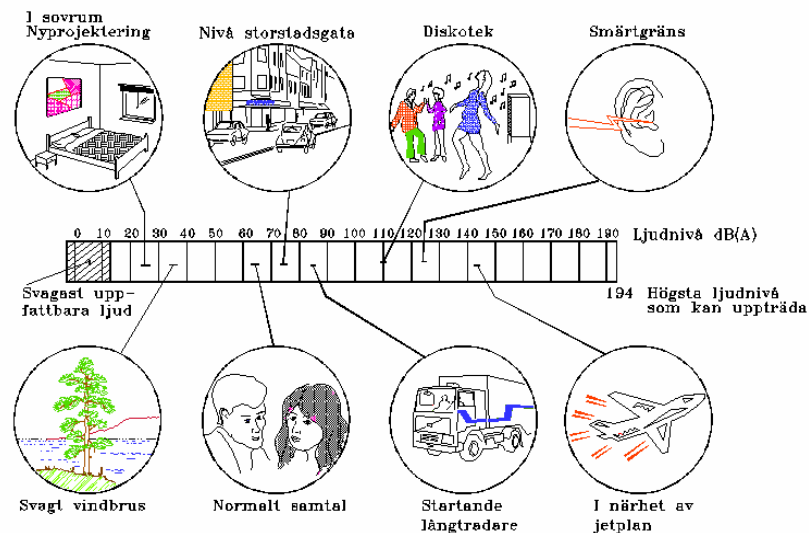 I sovrum
Nyprojektering
Nivå storstadsgata
Diskotek
Smärtgräns
0 10 20 30 40 50 60 70 80 90 100 110 120 130 140 150 160 170 180 190
Ljudnivå dB(A)
Svagast upp-
fattbara ljud
194 Högsta ljudnivå
som kan uppträda
Svagt vindbrus
Normalt samtal
Startande
långtradare
I närhet av
jetplan